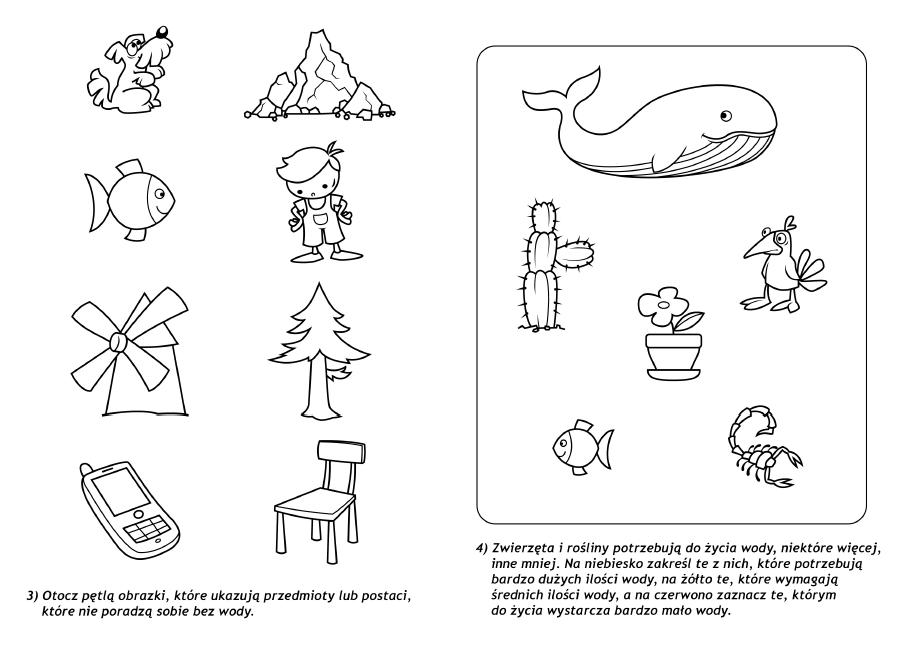 3) Otocz pętlą obrazki, które ukazują przedmioty lub postaci,
które nie poradzą sobie bez wody.
4) Zwierzęta i rośliny potrzebują do życia wody, niektóre więcej,
inne mniej. Na niebiesko zakreśl te z nich, które potrzebują
bardzo dużych ilości wody, na żółto te, które wymagają
średnich ilości wody, a na czerwono zaznacz te, którym
do życia wystarcza bardzo mało wody.